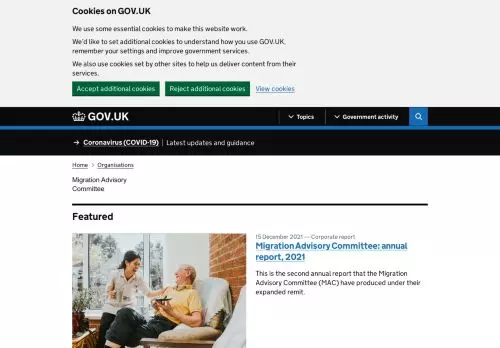 Cookies on GOV.UK
We use some essential cookies to make this website work.
We'd like to set additional cookies to understand how you use GOV.UK,
remember your settings and improve government services.
We also use cookies set by other sites to help us deliver content from their
services.
Accept additional cookies Reject additional cookies View cookies
GOV.UK Topics Government activity
→ Coronavirus (COVID-19) Latest updates and guidance
Home > Organisations
Migration Advisory
Committee
Featured
15 December 2021 — Corporate report
Migration Advisory Committee: annual
report, 2021
This is the second annual report that the Migration
Advisory Committee (MAC) have produced under their
expanded remit.